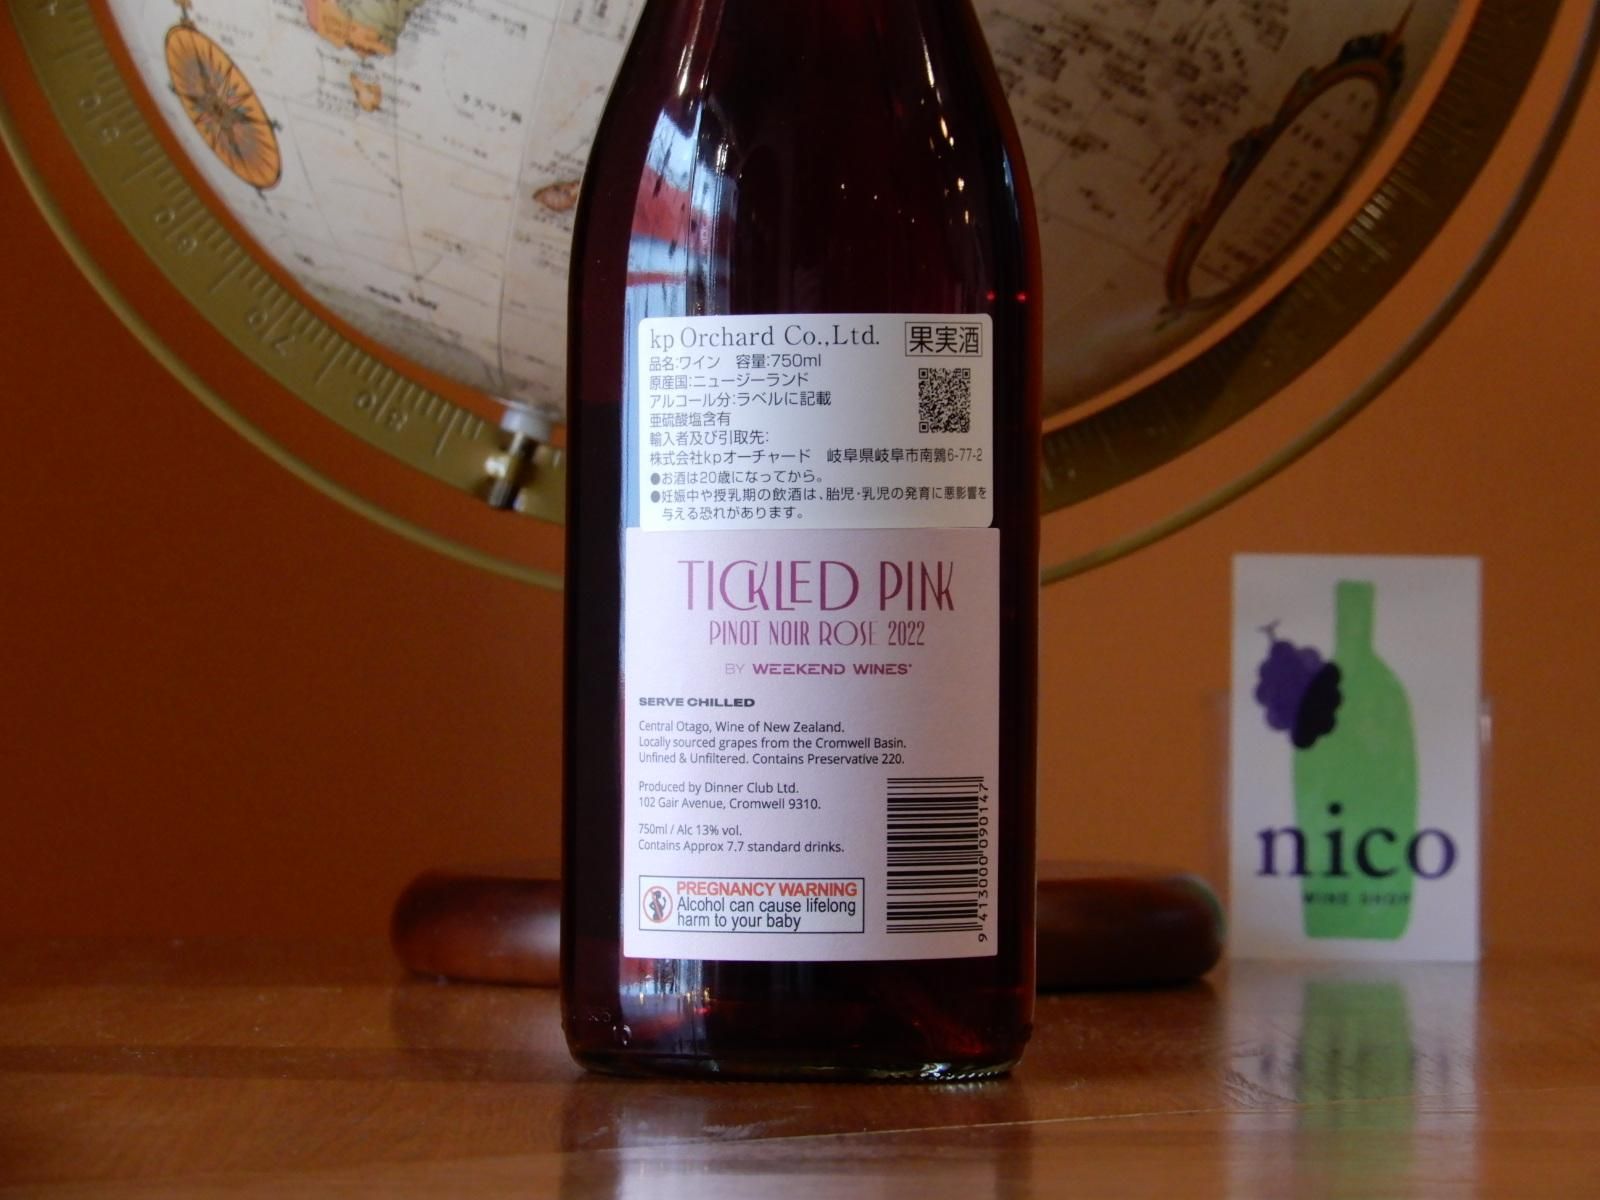 kp Orchard Co.,Ltd.
果実酒
品名:ワイン 容量:750ml
原産国:ニュージーランド
アルコール分:ラベルに記載
亜硫酸塩含有
輸入者及び引取先:
株式会社kpオーチャード 岐阜県岐阜市南鶉6-77-2
●お酒は20歳になってから。
●妊娠中や授乳期の飲酒は、胎児・乳児の発育に悪影響を
与える恐れがあります。
TICKLED PINK
PINOT NOIR ROSE 2022
BY WEEKEND WINES
SERVE CHILLED
Central Otago, Wine of New Zealand.
Locally sourced grapes from the Cromwell Basin.
Unfined & Unfiltered. Contains Preservative 220.
Produced by Dinner Club Ltd.
102 Gair Avenue, Cromwell 9310.
750ml / Alc 13% vol.
Contains Approx 7.7 standard drinks.
PREGNANCY WARNING
Alcohol can cause lifelong
harm to your baby
9 413000 090147
nico
WINE SHOP
タスマン海